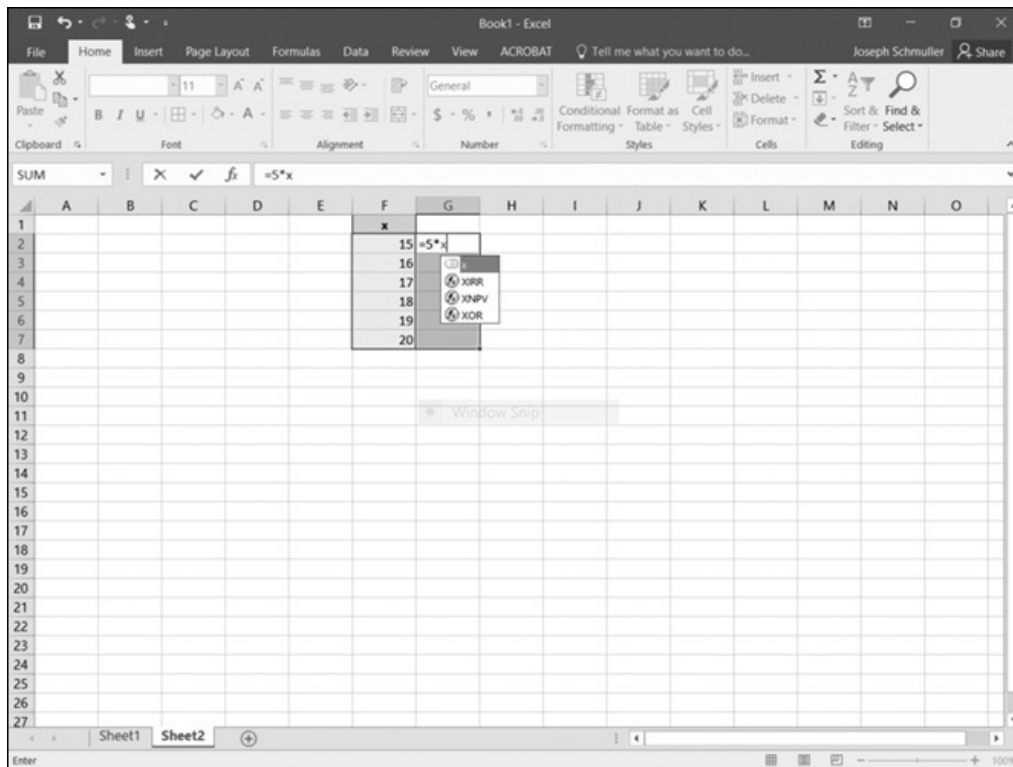 Book1 - Excel
File Home Insert Page Layout Formulas Data Review View ACROBAT Tell me what you want to do... Joseph Schmuller Share
Paste
11
General
B I U
A
$ % ,
Conditional Formatting
Format as Table
Cell Styles
Insert
Delete
Format
Σ
Sort & Filter
Find & Select
Clipboard Font Alignment Number Styles Cells Editing
SUM fx =5*x
A B C D E F G H I J K L M N O
1 x
2 15 =5*x
3 16 x
4 17 XIRR
5 18 XNPV
6 19 XOR
7 20
8
9
10
11 Window Snip
12
13
14
15
16
17
18
19
20
21
22
23
24
25
26
27
Sheet1 Sheet2
Enter 100%